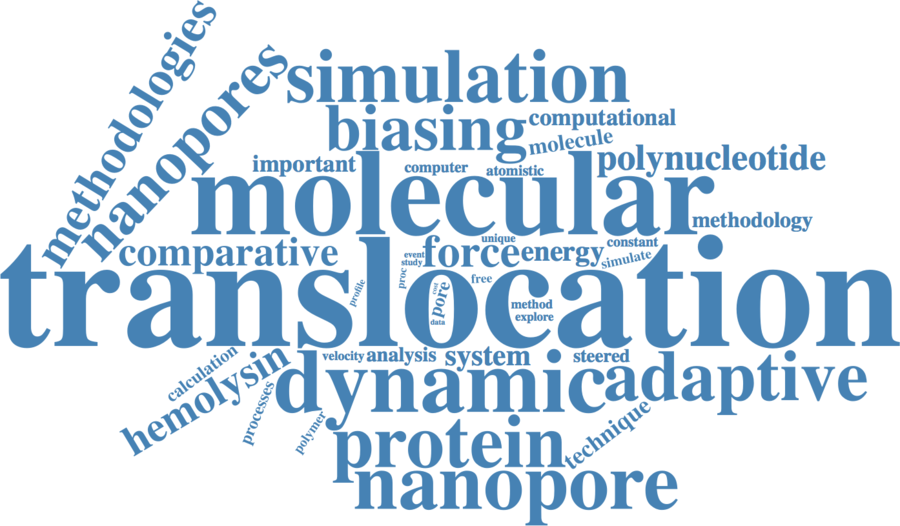 methodologies
nanopores
simulation
biasing
computational
molecule
important
computer
atomistic
polynucleotide
molecular
methodology
comparative
event
study
force
unique
energy
constant
simulate
translocation
profile
proc
pore
cost
data
free
method
explore
calculation
hemolysin
processes
polymer
velocity
analysis
system
steered
dynamic
adaptive
technique
protein
nanopore